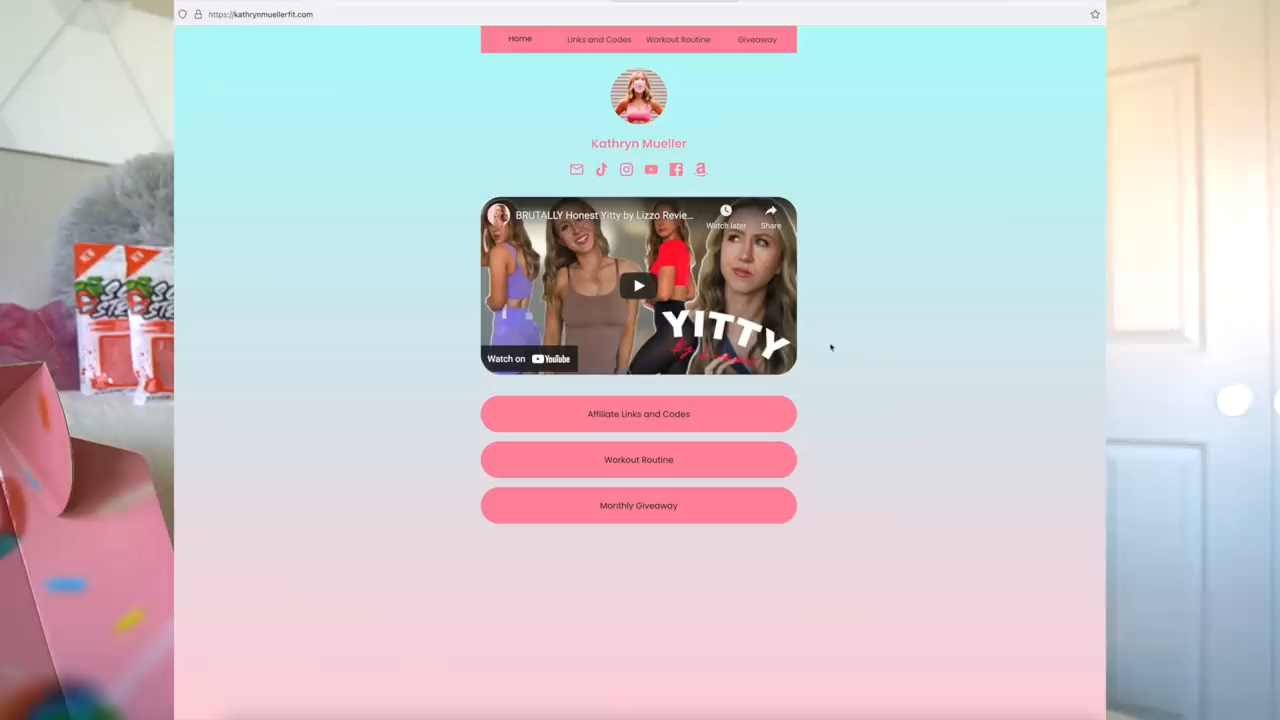 https://kathrynmuellerfit.com
Home
Links and Codes
Workout Routine
Giveaway
Kathryn Mueller
BRUTALLY Honest Yitty by Lizzo Revie...
Watch later
Share
YITTY
Watch on YouTube
Affiliate Links and Codes
Workout Routine
Monthly Giveaway